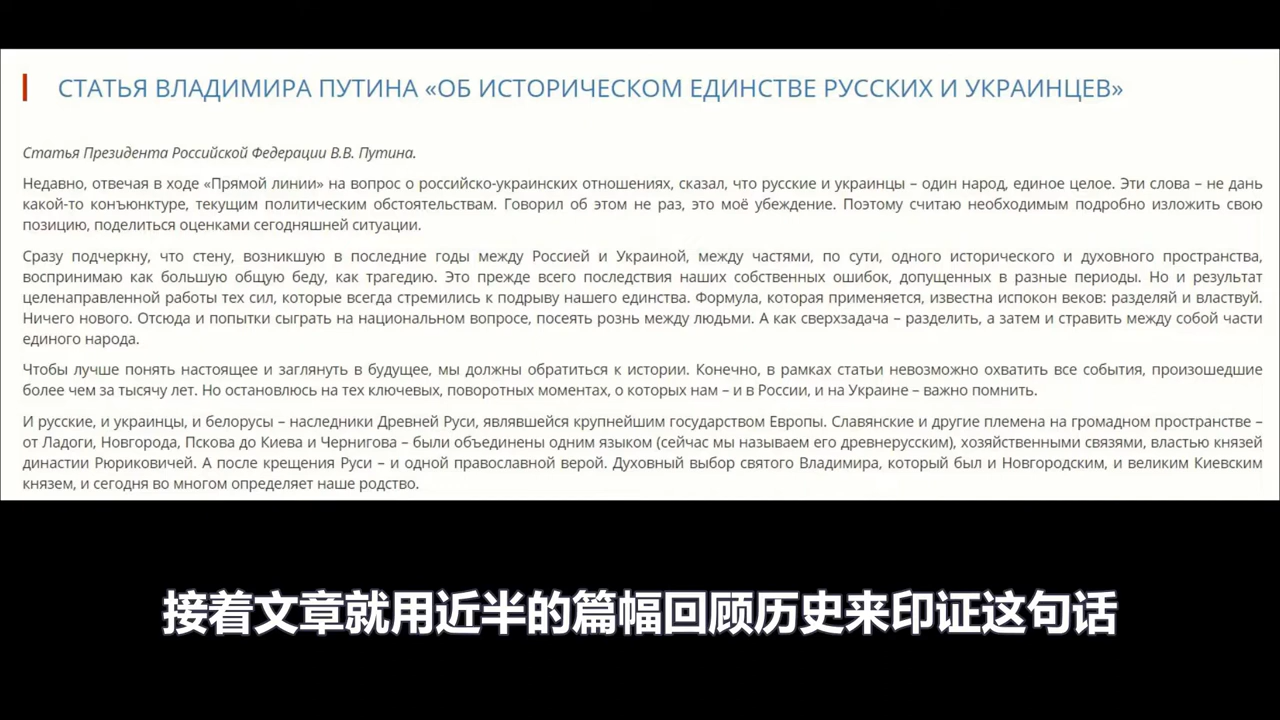 СТАТЬЯ ВЛАДИМИРА ПУТИНА «ОБ ИСТОРИЧЕСКОМ ЕДИНСТВЕ РУССКИХ И УКРАИНЦЕВ»
Статья Президента Российской Федерации В.В. Путина.
Недавно, отвечая в ходе «Прямой линии» на вопрос о российско-украинских отношениях, сказал, что русские и украинцы – один народ, единое целое. Эти слова – не дань
какой-то конъюнктуре, текущим политическим обстоятельствам. Говорил об этом не раз, это моё убеждение. Поэтому считаю необходимым подробно изложить свою
позицию, поделиться оценками сегодняшней ситуации.
Сразу подчеркну, что стену, возникшую в последние годы между Россией и Украиной, между частями, по сути, одного исторического и духовного пространства,
воспринимаю как большую общую беду, как трагедию. Это прежде всего последствия наших собственных ошибок, допущенных в разные периоды. Но и результат
целенаправленной работы тех сил, которые всегда стремились к подрыву нашего единства. Формула, которая применяется, известна испокон веков: разделяй и властвуй.
Ничего нового. Отсюда и попытки сыграть на национальном вопросе, посеять рознь между людьми. А как сверхзадача – разделить, а затем и стравить между собой части
единого народа.
Чтобы лучше понять настоящее и заглянуть в будущее, мы должны обратиться к истории. Конечно, в рамках статьи невозможно охватить все события, произошедшие
более чем за тысячу лет. Но остановлюсь на тех ключевых, поворотных моментах, о которых нам – и в России, и на Украине – важно помнить.
И русские, и украинцы, и белорусы – наследники Древней Руси, являвшейся крупнейшим государством Европы. Славянские и другие племена на громадном пространстве –
от Ладоги, Новгорода, Пскова до Киева и Чернигова – были объединены одним языком (сейчас мы называем его древнерусским), хозяйственными связями, властью князей
династии Рюриковичей. А после крещения Руси – и одной православной верой. Духовный выбор святого Владимира, который был и Новгородским, и великим Киевским
князем, и сегодня во многом определяет наше родство.
接着文章就用近半的篇幅回顾历史来印证这句话